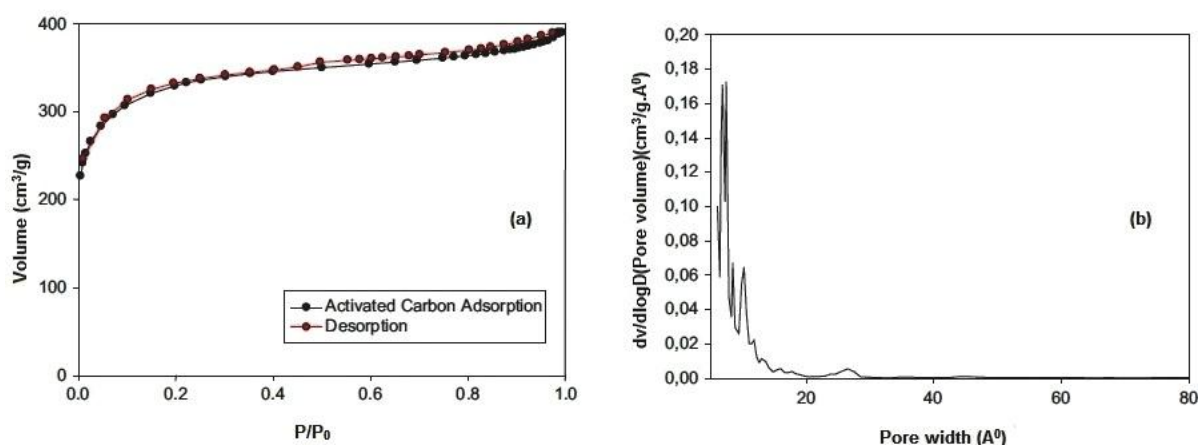 400
300
200
100
0
Volume (cm³/g)
(a)
Activated Carbon Adsorption
Desorption
0.0 0.2 0.4 0.6 0.8 1.0
P/P₀
0,20
0,18
0,16
0,14
0,12
0,10
0,08
0,06
0,04
0,02
0,00
dv/dlogD(Pore volume)(cm³/g.A⁰)
(b)
20 40 60 80
Pore width (A⁰)